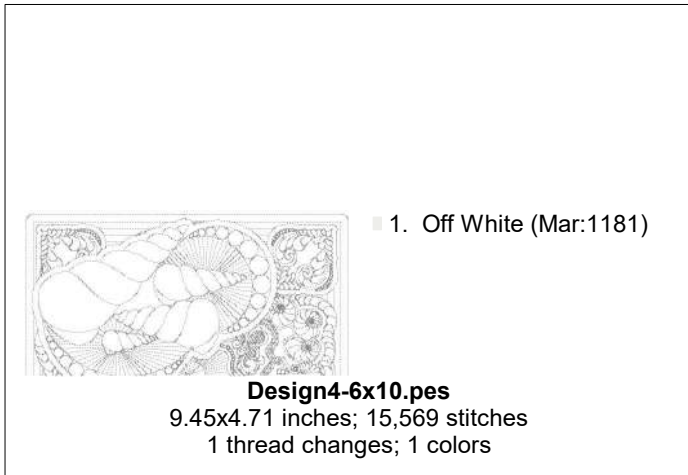 1. Off White (Mar:1181)
Design4-6x10.pes
9.45x4.71 inches; 15,569 stitches
1 thread changes; 1 colors